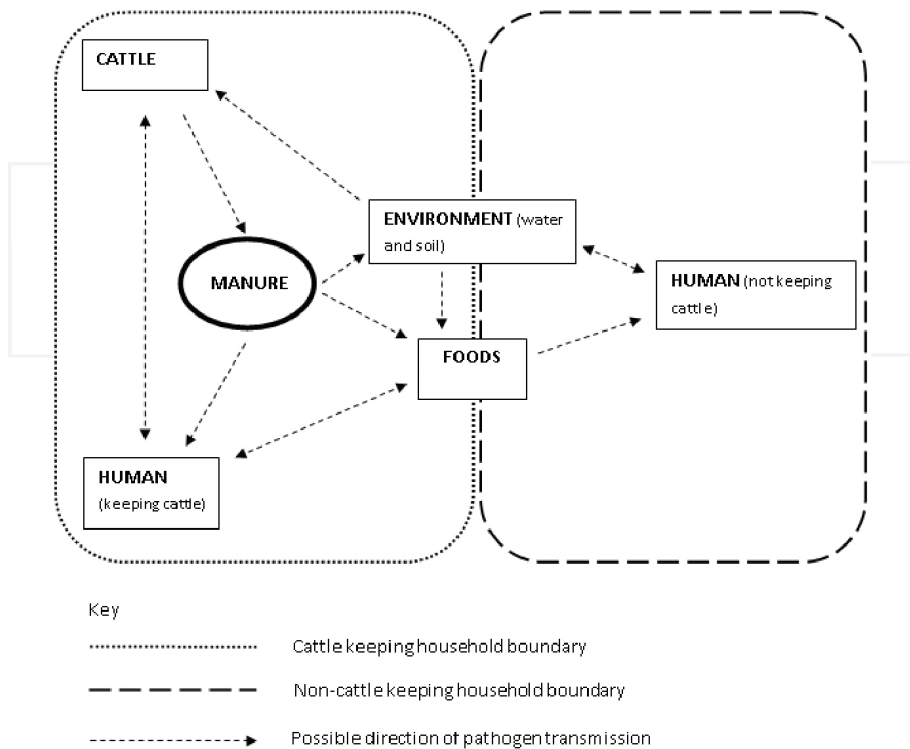 CATTLE
ENVIRONMENT (water
and soil)
MANURE
HUMAN (not keeping
cattle)
FOODS
HUMAN
(keeping cattle)
Key
Cattle keeping household boundary
Non-cattle keeping household boundary
Possible direction of pathogen transmission